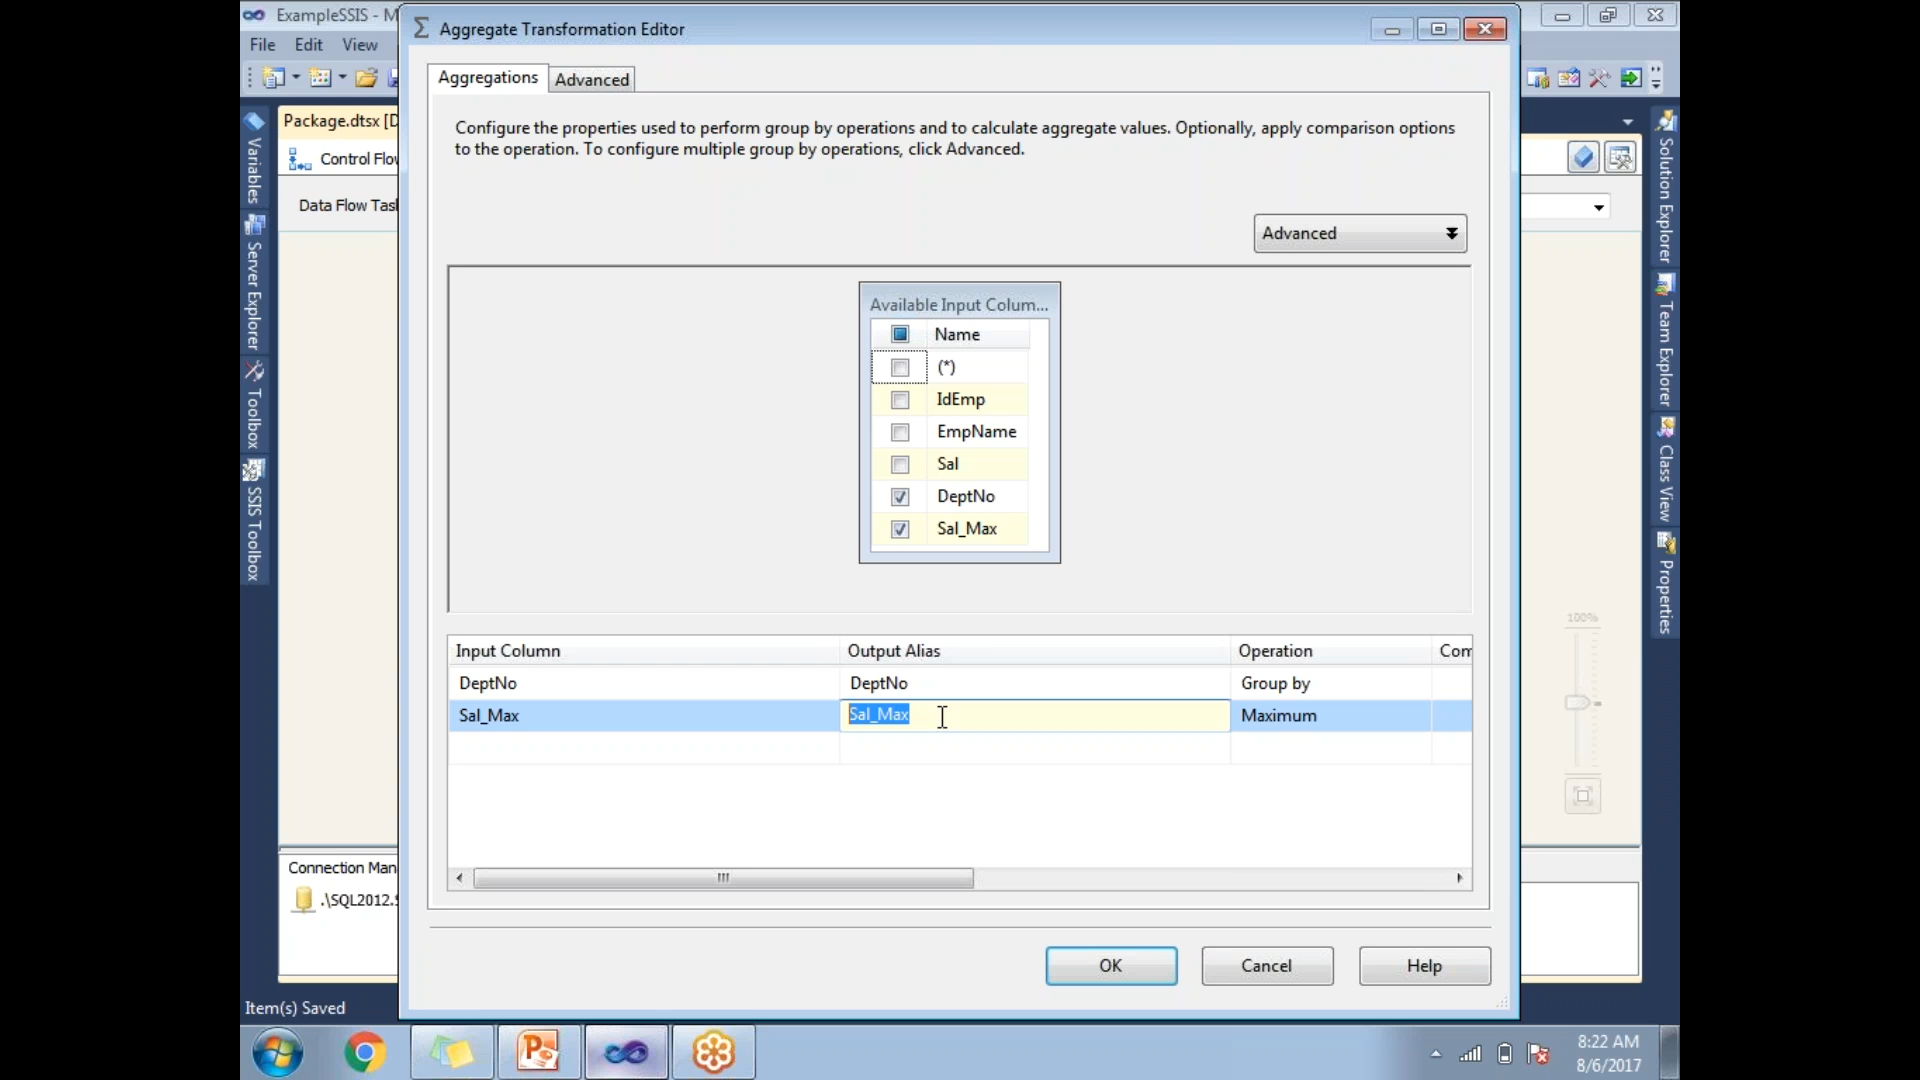 ExampleSSIS - M
Aggregate Transformation Editor
File Edit View
Aggregations Advanced
Package.dtsx [D
Configure the properties used to perform group by operations and to calculate aggregate values. Optionally, apply comparison options
to the operation. To configure multiple group by operations, click Advanced.
Control Flow
Data Flow Task
Advanced
Available Input Colum...
Name
(*)
IdEmp
EmpName
Sal
DeptNo
Sal_Max
Input Column Output Alias Operation Com
DeptNo DeptNo Group by
Sal_Max Sal_Max Maximum
Variables
Server Explorer
Toolbox
SSIS Toolbox
Solution Explorer
Team Explorer
Class View
Properties
100%
Connection Man
.\SQL2012.S
OK Cancel Help
Item(s) Saved
8:22 AM
8/6/2017